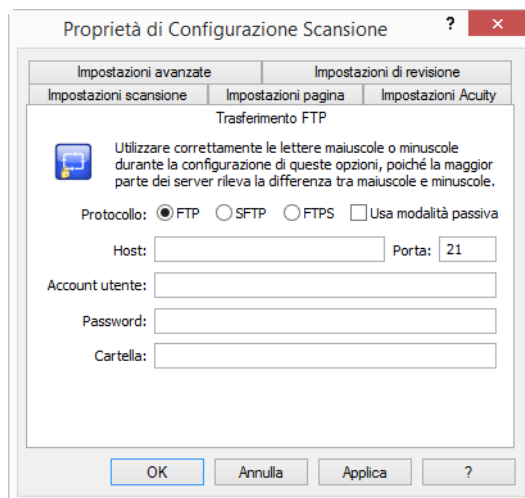 Proprietà di Configurazione Scansione ?
Impostazioni avanzate Impostazioni di revisione
Impostazioni scansione Impostazioni pagina Impostazioni Acuity
Trasferimento FTP
Utilizzare correttamente le lettere maiuscole o minuscole
durante la configurazione di queste opzioni, poiché la maggior
parte dei server rileva la differenza tra maiuscole e minuscole.
Protocollo: FTP SFTP FTPS Usa modalità passiva
Host: Porta: 21
Account utente:
Password:
Cartella:
OK Annulla Applica ?